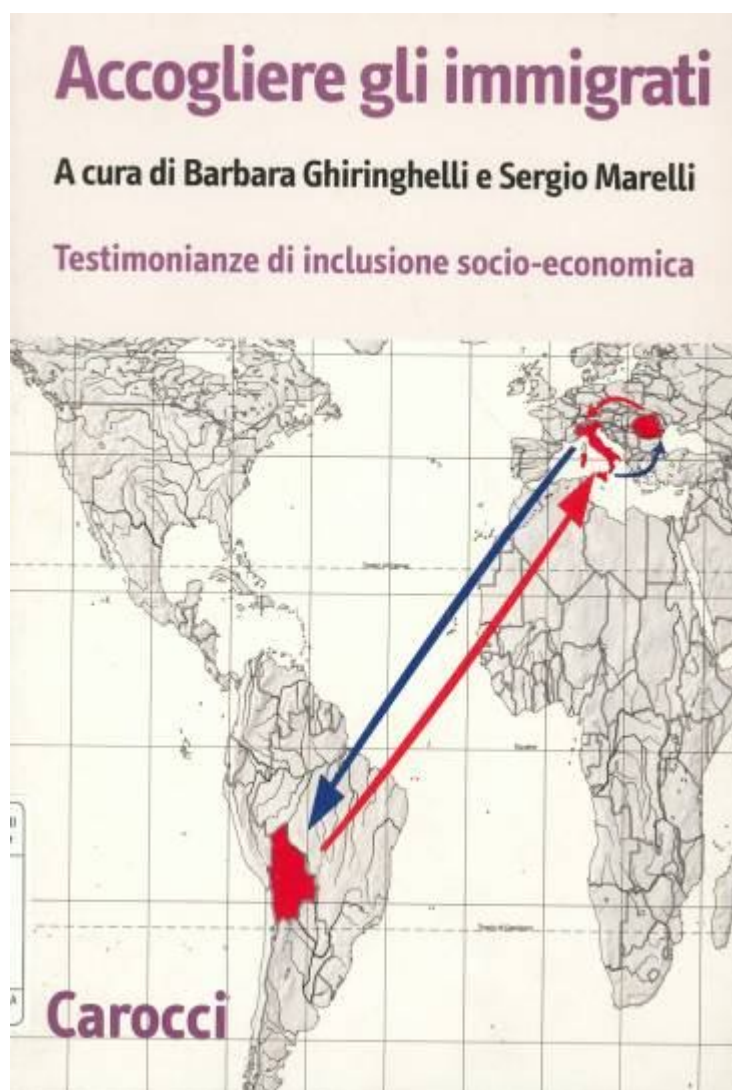 Accogliere gli immigrati
A cura di Barbara Ghiringhelli e Sergio Marelli
Testimonianze di inclusione socio-economica
Carocci